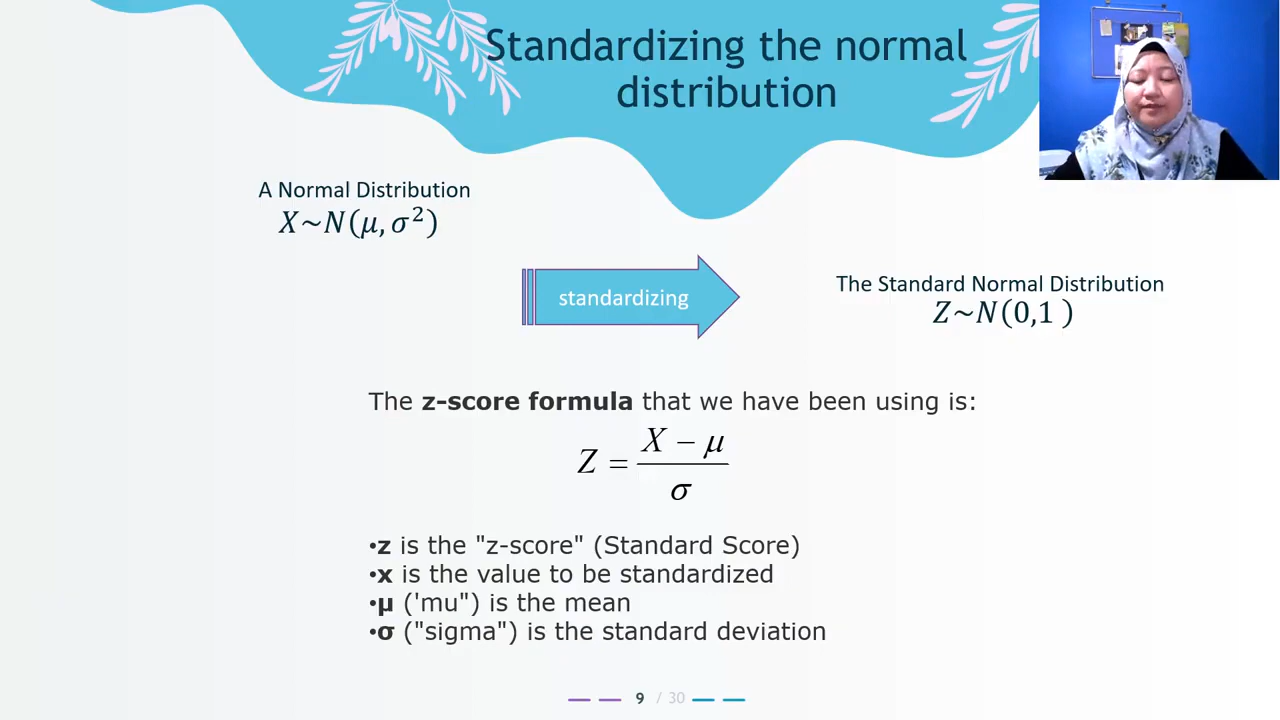 Standardizing the normal
distribution
A Normal Distribution
X~N(μ, σ²)
standardizing
The Standard Normal Distribution
Z~N(0,1 )
The z-score formula that we have been using is:
Z = (X − μ) / σ
•z is the "z-score" (Standard Score)
•x is the value to be standardized
•μ ('mu") is the mean
•σ ("sigma") is the standard deviation
9 / 30